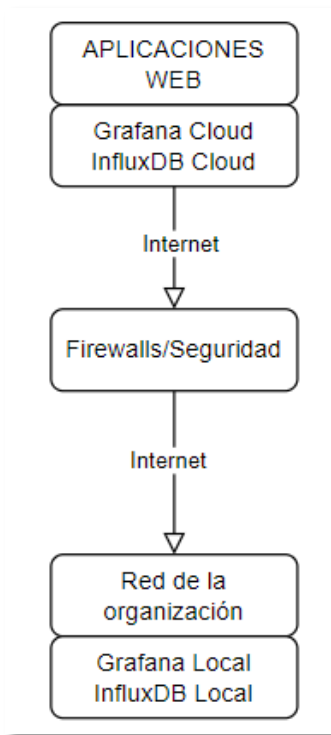 APLICACIONES
WEB
Grafana Cloud
InfluxDB Cloud
Internet
Firewalls/Seguridad
Internet
Red de la
organización
Grafana Local
InfluxDB Local